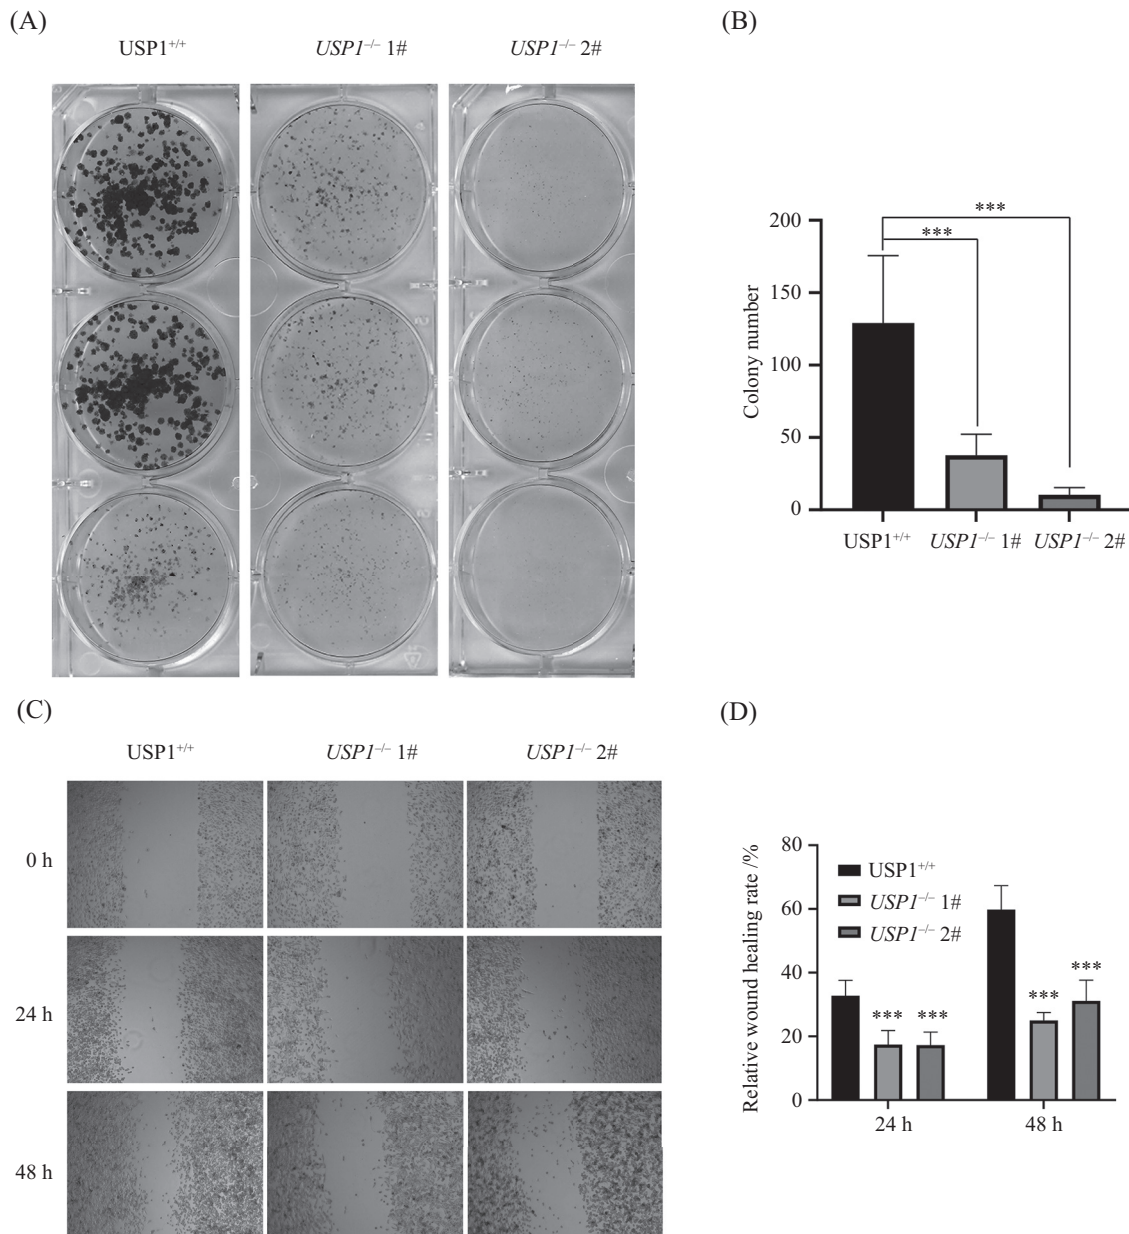 (A)
USP1+/+
USP1–/– 1#
USP1–/– 2#
(B)
200
150
100
50
0
Colony number
***
***
USP1+/+
USP1–/– 1#
USP1–/– 2#
(C)
USP1+/+
USP1–/– 1#
USP1–/– 2#
0 h
24 h
48 h
(D)
80
60
40
20
0
Relative wound healing rate /%
USP1+/+
USP1–/– 1#
USP1–/– 2#
***
***
***
***
24 h
48 h